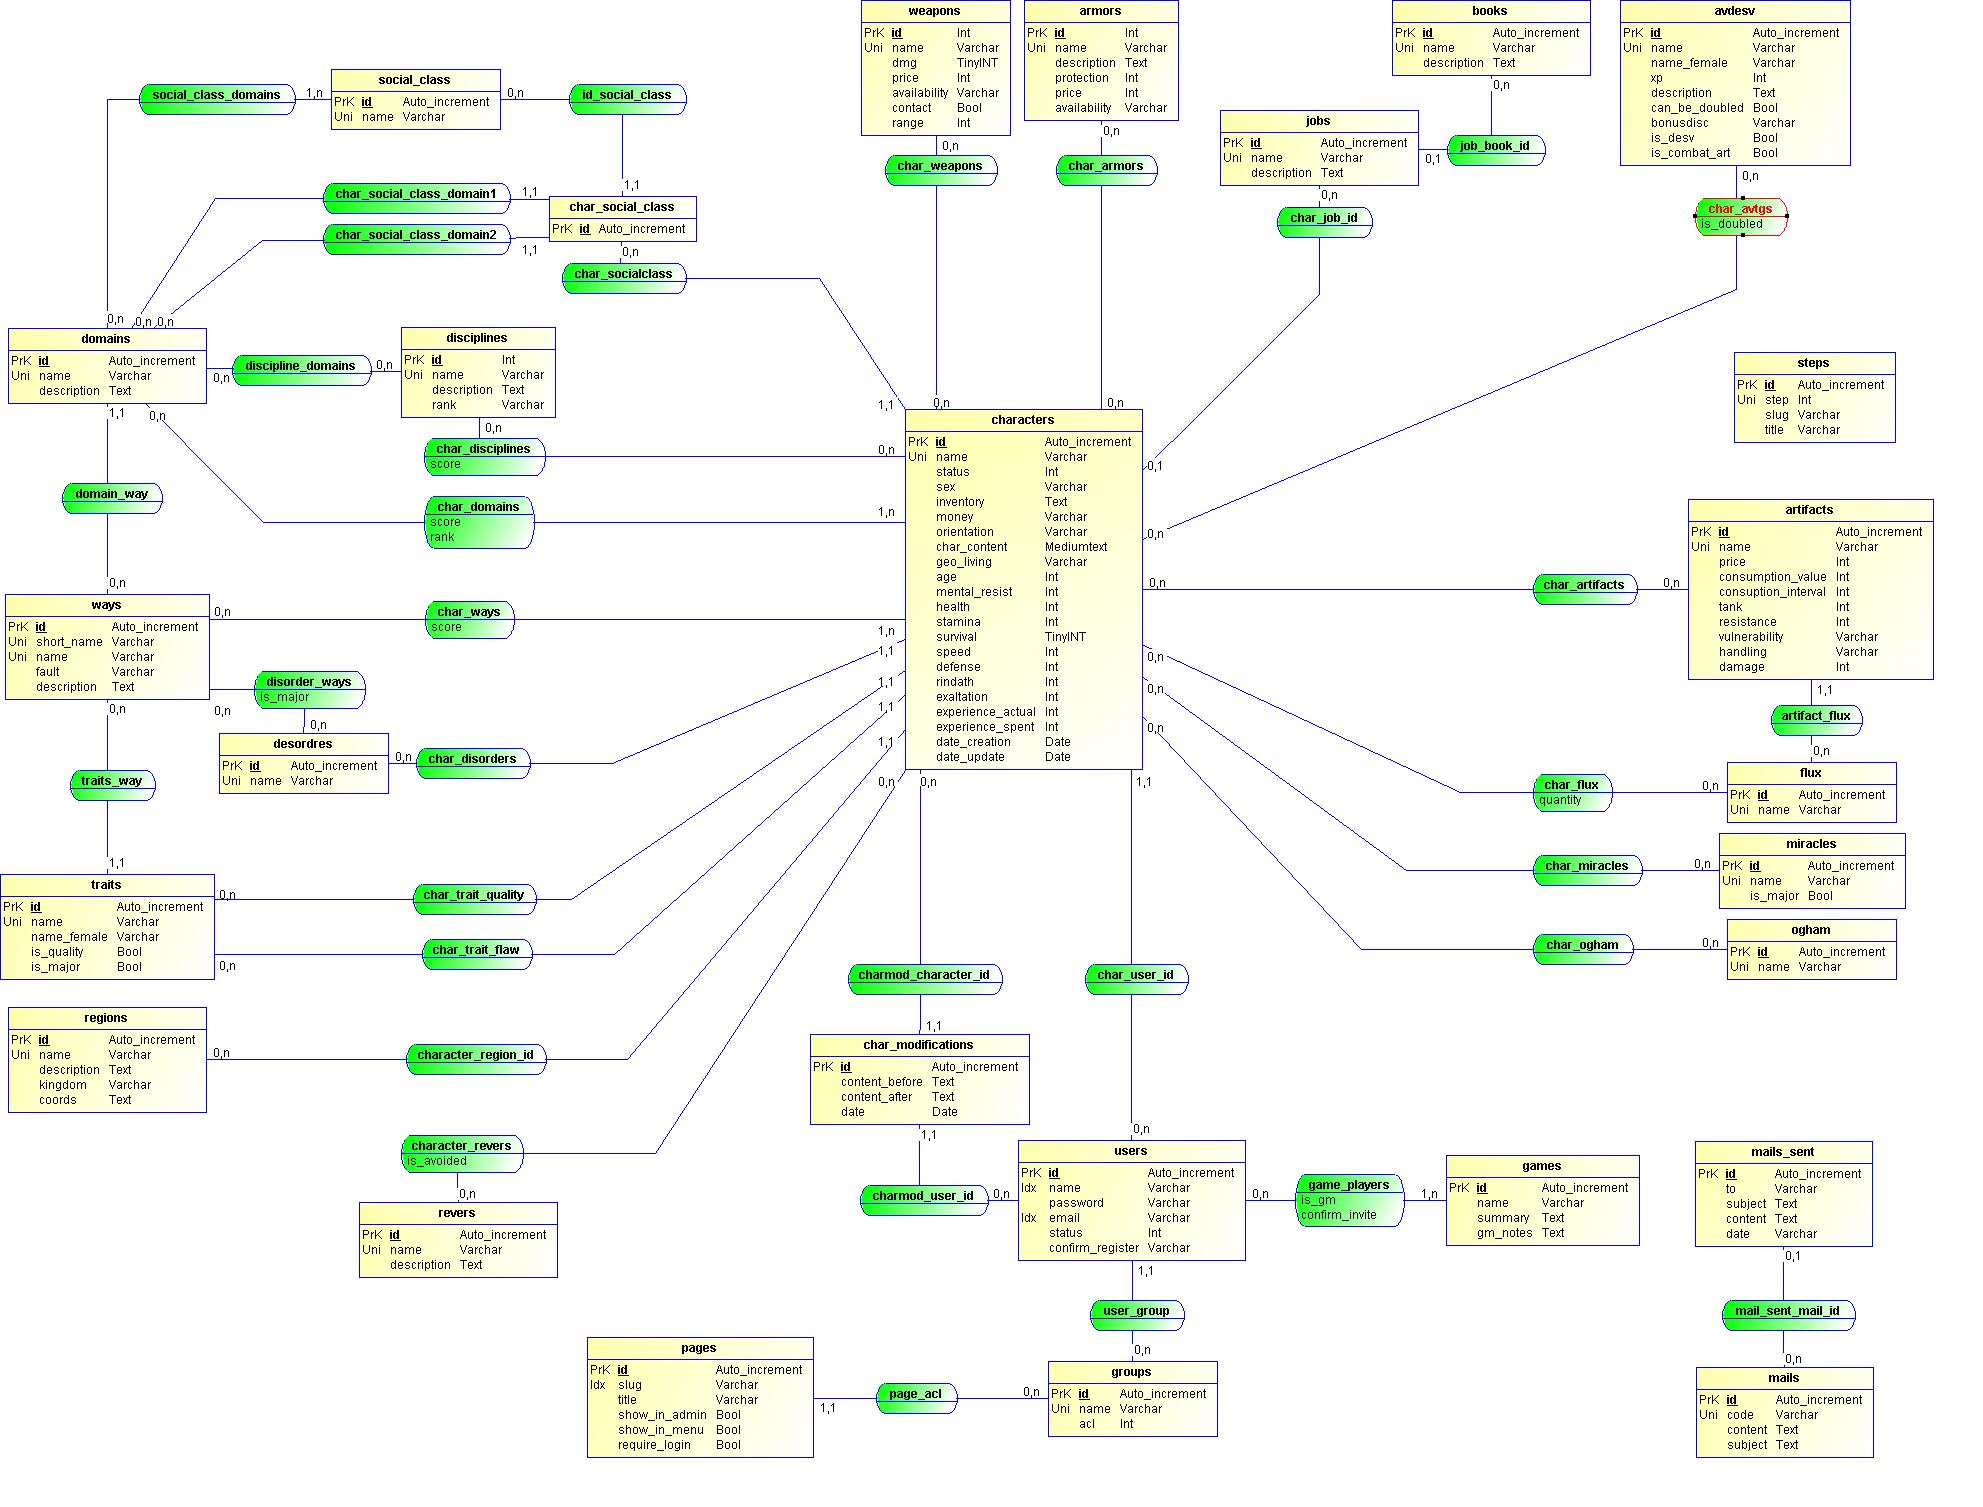 weapons
PrK id Int
Uni name Varchar
dmg TinyINT
price Int
availability Varchar
contact Bool
range Int
armors
PrK id Int
Uni name Varchar
description Text
protection Int
price Int
availability Varchar
books
PrK id Auto_increment
Uni name Varchar
description Text
avdesv
PrK id Auto_increment
Uni name Varchar
name_female Varchar
xp Int
description Text
can_be_doubled Bool
bonusdisc Varchar
is_desv Bool
is_combat_art Bool
social_class_domains
1,n
social_class
PrK id Auto_increment
Uni name Varchar
0,n
id_social_class
0,n
char_weapons
0,n
char_armors
jobs
PrK id Auto_increment
Uni name Varchar
description Text
0,n
job_book_id
0,1
0,n
char_job_id
0,n
char_avtgs
is_doubled
char_social_class_domain1
1,1
1,1
char_social_class
PrK id Auto_increment
char_social_class_domain2
1,1
0,n
char_socialclass
0,n
0,n
0,n
domains
PrK id Auto_increment
Uni name Varchar
description Text
0,n
discipline_domains
0,n
disciplines
PrK id Int
Uni name Varchar
description Text
rank Varchar
steps
PrK id Auto_increment
Uni step Int
slug Varchar
title Varchar
1,1
0,n
0,n
char_disciplines
score
0,n
1,1
0,n
0,n
characters
PrK id Auto_increment
Uni name Varchar
status Int
sex Varchar
inventory Text
money Varchar
orientation Varchar
char_content Mediumtext
geo_living Varchar
age Int
mental_resist Int
health Int
stamina Int
survival TinyINT
speed Int
defense Int
rindath Int
exaltation Int
experience_actual Int
experience_spent Int
date_creation Date
date_update Date
0,1
0,n
domain_way
char_domains
score
rank
1,n
artifacts
PrK id Auto_increment
Uni name Varchar
price Int
consumption_value Int
consuption_interval Int
tank Int
resistance Int
vulnerability Varchar
handling Varchar
damage Int
0,n
char_artifacts
0,n
0,n
ways
PrK id Auto_increment
Uni short_name Varchar
Uni name Varchar
fault Varchar
description Text
0,n
char_ways
score
1,n
1,1
1,1
1,1
1,1
0,n
0,n
0,n
0,n
disorder_ways
is_major
0,n
0,n
0,n
desordres
PrK id Auto_increment
Uni name Varchar
0,n
char_disorders
1,1
artifact_flux
0,n
flux
PrK id Auto_increment
Uni name Varchar
char_flux
quantity
0,n
traits_way
1,1
0,n
1,1
miracles
PrK id Auto_increment
Uni name Varchar
is_major Bool
char_miracles
0,n
traits
PrK id Auto_increment
Uni name Varchar
name_female Varchar
is_quality Bool
is_major Bool
0,n
char_trait_quality
0,n
char_trait_flaw
ogham
PrK id Auto_increment
Uni name Varchar
char_ogham
0,n
charmod_character_id
char_user_id
regions
PrK id Auto_increment
Uni name Varchar
description Text
kingdom Varchar
coords Text
0,n
character_region_id
1,1
char_modifications
PrK id Auto_increment
content_before Text
content_after Text
date Date
1,1
0,n
character_revers
is_avoided
0,n
revers
PrK id Auto_increment
Uni name Varchar
description Text
charmod_user_id
0,n
users
PrK id Auto_increment
Idx name Varchar
password Varchar
Idx email Varchar
status Int
confirm_register Varchar
0,n
game_players
is_gm
confirm_invite
1,n
games
PrK id Auto_increment
name Varchar
summary Text
gm_notes Text
mails_sent
PrK id Auto_increment
to Varchar
subject Text
content Text
date Varchar
0,1
mail_sent_mail_id
0,n
mails
PrK id Auto_increment
Uni code Varchar
content Text
subject Text
1,1
user_group
0,n
groups
PrK id Auto_increment
Uni name Varchar
acl Int
0,n
page_acl
1,1
pages
PrK id Auto_increment
Idx slug Varchar
title Varchar
show_in_admin Bool
show_in_menu Bool
require_login Bool